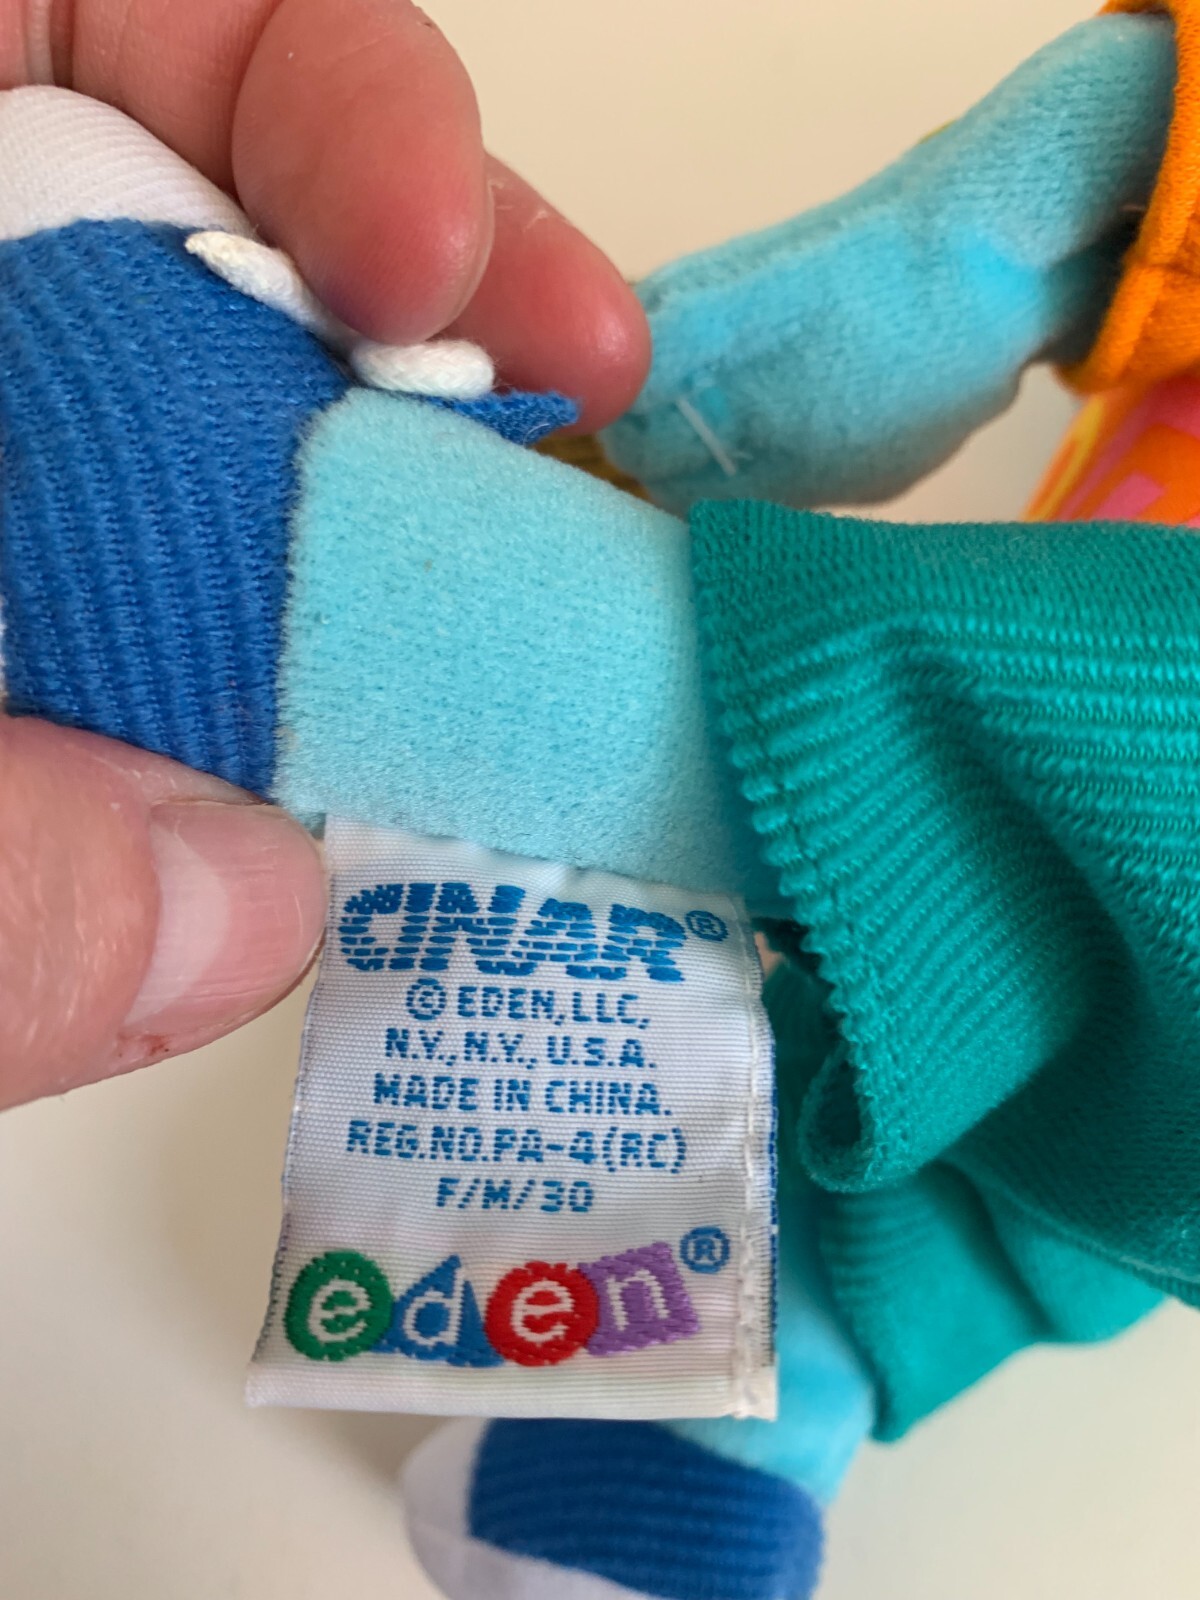 CINAR®
© EDEN, LLC,
N.Y., N.Y., U.S.A.
MADE IN CHINA.
REG.NO.PA-4(RC)
F/M/30
eden®